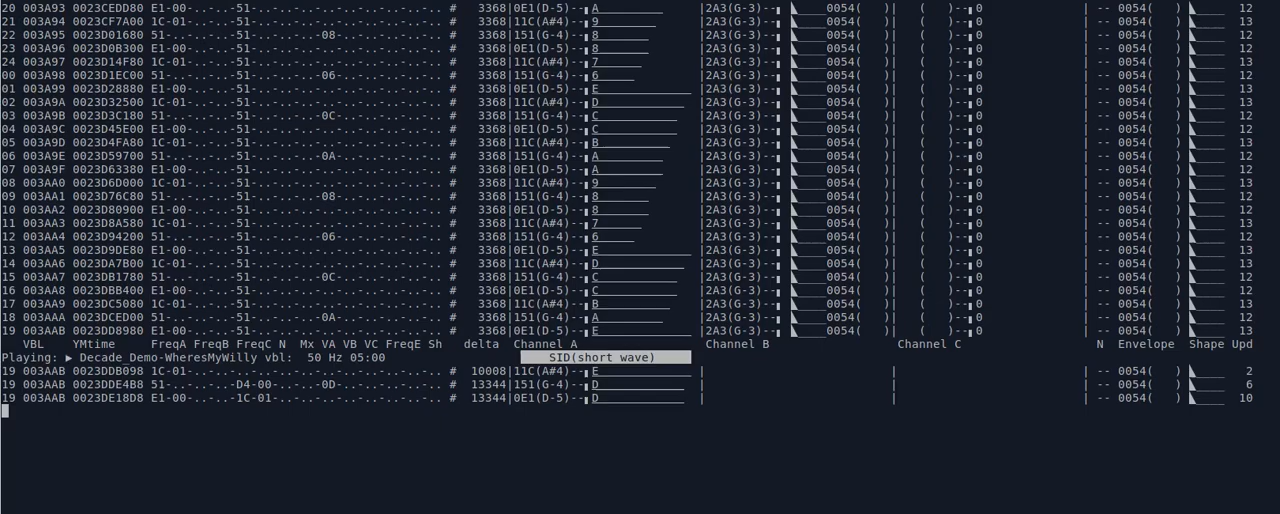 20 003A93 0023CEDD80 E1-00-..-..-51-..-..-..-..-..-..-..-..-.. # 3368|0E1(D-5)-- A |2A3(G-3)-- 0054( )| ( )--0 | -- 0054( ) 12
21 003A94 0023CF7A00 1C-01-..-..-51-..-..-..-..-..-..-..-..-.. # 3368|11C(A#4)-- 9 |2A3(G-3)-- 0054( )| ( )--0 | -- 0054( ) 13
22 003A95 0023D01680 51-..-..-..-51-..-..-..-08-..-..-..-..-.. # 3368|151(G-4)-- 8 |2A3(G-3)-- 0054( )| ( )--0 | -- 0054( ) 12
23 003A96 0023D0B300 E1-00-..-..-51-..-..-..-..-..-..-..-..-.. # 3368|0E1(D-5)-- 8 |2A3(G-3)-- 0054( )| ( )--0 | -- 0054( ) 12
24 003A97 0023D14F80 1C-01-..-..-51-..-..-..-..-..-..-..-..-.. # 3368|11C(A#4)-- 7 |2A3(G-3)-- 0054( )| ( )--0 | -- 0054( ) 13
00 003A98 0023D1EC00 51-..-..-..-51-..-..-..-06-..-..-..-..-.. # 3368|151(G-4)-- 6 |2A3(G-3)-- 0054( )| ( )--0 | -- 0054( ) 12
01 003A99 0023D28880 E1-00-..-..-51-..-..-..-..-..-..-..-..-.. # 3368|0E1(D-5)-- E |2A3(G-3)-- 0054( )| ( )--0 | -- 0054( ) 13
02 003A9A 0023D32500 1C-01-..-..-51-..-..-..-..-..-..-..-..-.. # 3368|11C(A#4)-- D |2A3(G-3)-- 0054( )| ( )--0 | -- 0054( ) 13
03 003A9B 0023D3C180 51-..-..-..-51-..-..-..-0C-..-..-..-..-.. # 3368|151(G-4)-- C |2A3(G-3)-- 0054( )| ( )--0 | -- 0054( ) 12
04 003A9C 0023D45E00 E1-00-..-..-51-..-..-..-..-..-..-..-..-.. # 3368|0E1(D-5)-- C |2A3(G-3)-- 0054( )| ( )--0 | -- 0054( ) 12
05 003A9D 0023D4FA80 1C-01-..-..-51-..-..-..-..-..-..-..-..-.. # 3368|11C(A#4)-- B |2A3(G-3)-- 0054( )| ( )--0 | -- 0054( ) 13
06 003A9E 0023D59700 51-..-..-..-51-..-..-..-0A-..-..-..-..-.. # 3368|151(G-4)-- A |2A3(G-3)-- 0054( )| ( )--0 | -- 0054( ) 12
07 003A9F 0023D63380 E1-00-..-..-51-..-..-..-..-..-..-..-..-.. # 3368|0E1(D-5)-- A |2A3(G-3)-- 0054( )| ( )--0 | -- 0054( ) 12
08 003AA0 0023D6D000 1C-01-..-..-51-..-..-..-..-..-..-..-..-.. # 3368|11C(A#4)-- 9 |2A3(G-3)-- 0054( )| ( )--0 | -- 0054( ) 13
09 003AA1 0023D76C80 51-..-..-..-51-..-..-..-08-..-..-..-..-.. # 3368|151(G-4)-- 8 |2A3(G-3)-- 0054( )| ( )--0 | -- 0054( ) 12
10 003AA2 0023D80900 E1-00-..-..-51-..-..-..-..-..-..-..-..-.. # 3368|0E1(D-5)-- 8 |2A3(G-3)-- 0054( )| ( )--0 | -- 0054( ) 12
11 003AA3 0023D8A580 1C-01-..-..-51-..-..-..-..-..-..-..-..-.. # 3368|11C(A#4)-- 7 |2A3(G-3)-- 0054( )| ( )--0 | -- 0054( ) 13
12 003AA4 0023D94200 51-..-..-..-51-..-..-..-06-..-..-..-..-.. # 3368|151(G-4)-- 6 |2A3(G-3)-- 0054( )| ( )--0 | -- 0054( ) 12
13 003AA5 0023D9DE80 E1-00-..-..-51-..-..-..-..-..-..-..-..-.. # 3368|0E1(D-5)-- E |2A3(G-3)-- 0054( )| ( )--0 | -- 0054( ) 13
14 003AA6 0023DA7B00 1C-01-..-..-51-..-..-..-..-..-..-..-..-.. # 3368|11C(A#4)-- D |2A3(G-3)-- 0054( )| ( )--0 | -- 0054( ) 13
15 003AA7 0023DB1780 51-..-..-..-51-..-..-..-0C-..-..-..-..-.. # 3368|151(G-4)-- C |2A3(G-3)-- 0054( )| ( )--0 | -- 0054( ) 12
16 003AA8 0023DBB400 E1-00-..-..-51-..-..-..-..-..-..-..-..-.. # 3368|0E1(D-5)-- C |2A3(G-3)-- 0054( )| ( )--0 | -- 0054( ) 12
17 003AA9 0023DC5080 1C-01-..-..-51-..-..-..-..-..-..-..-..-.. # 3368|11C(A#4)-- B |2A3(G-3)-- 0054( )| ( )--0 | -- 0054( ) 13
18 003AAA 0023DCED00 51-..-..-..-51-..-..-..-0A-..-..-..-..-.. # 3368|151(G-4)-- A |2A3(G-3)-- 0054( )| ( )--0 | -- 0054( ) 12
19 003AAB 0023DD8980 E1-00-..-..-51-..-..-..-..-..-..-..-..-.. # 3368|0E1(D-5)-- E |2A3(G-3)-- 0054( )| ( )--0 | -- 0054( ) 13
VBL YMtime FreqA FreqB FreqC N Mx VA VB VC FreqE Sh delta Channel A Channel B Channel C N Envelope Shape Upd
Playing: ▶ Decade_Demo-WheresMyWilly vbl: 50 Hz 05:00 SID(short wave)
19 003AAB 0023DDB098 1C-01-..-..-..-..-..-..-..-..-..-..-..-.. # 10008|11C(A#4)-- E | | | -- 0054( ) 2
19 003AAB 0023DDE4B8 51-..-..-..-D4-00-..-..-0D-..-..-..-..-.. # 13344|151(G-4)-- D | | | -- 0054( ) 6
19 003AAB 0023DE18D8 E1-00-..-..-1C-01-..-..-..-..-..-..-..-.. # 13344|0E1(D-5)-- D | | | -- 0054( ) 10